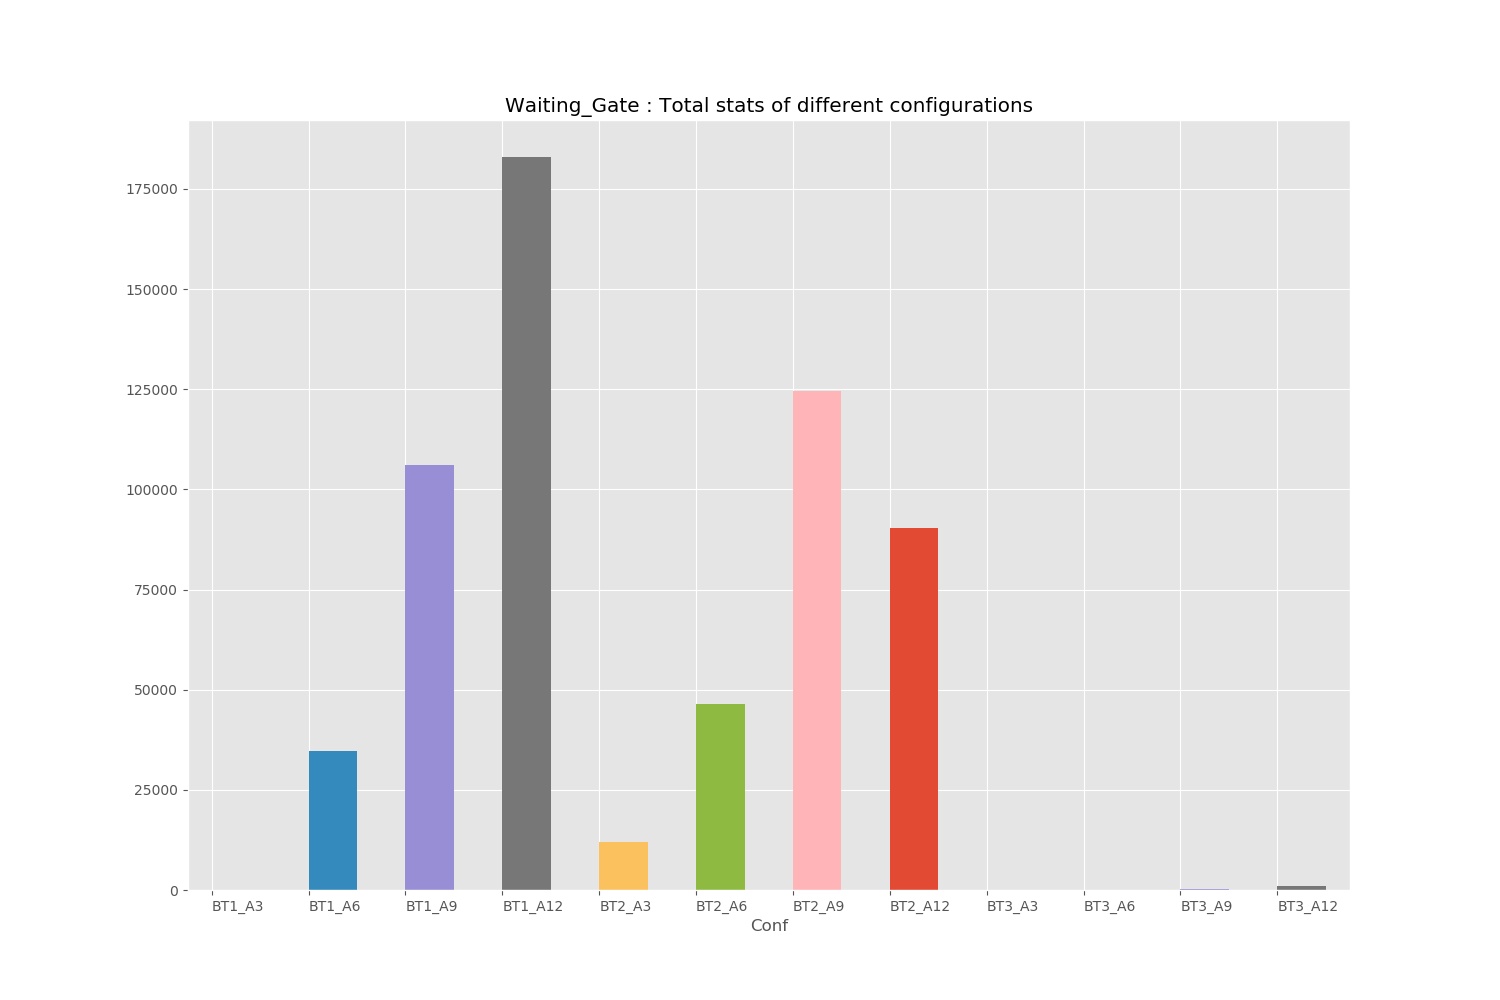 Waiting_Gate : Total stats of different configurations
175000
150000
125000
100000
75000
50000
25000
0
BT1_A3 BT1_A6 BT1_A9 BT1_A12 BT2_A3 BT2_A6 BT2_A9 BT2_A12 BT3_A3 BT3_A6 BT3_A9 BT3_A12
Conf